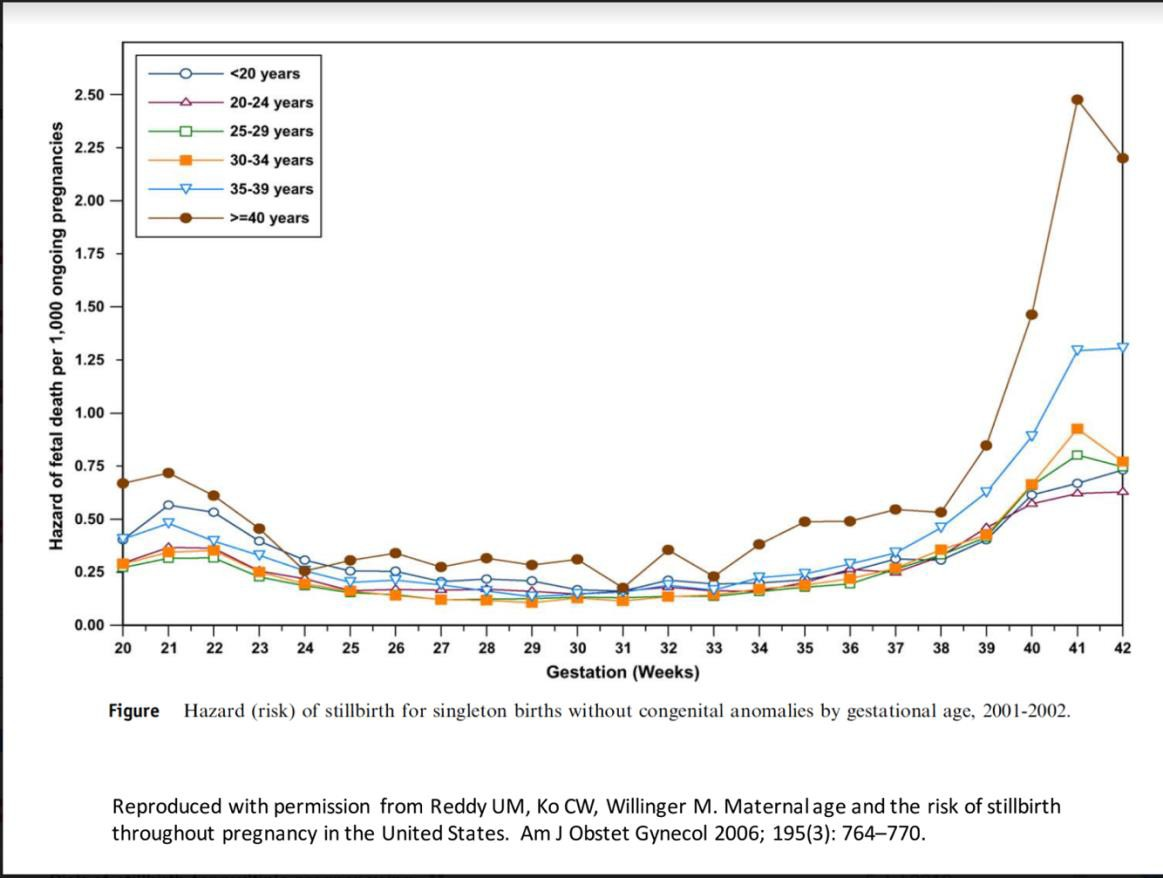 <20 years
20-24 years
25-29 years
30-34 years
35-39 years
>=40 years
Hazard of fetal death per 1,000 ongoing pregnancies
2.50
2.25
2.00
1.75
1.50
1.25
1.00
0.75
0.50
0.25
0.00
20 21 22 23 24 25 26 27 28 29 30 31 32 33 34 35 36 37 38 39 40 41 42
Gestation (Weeks)
Figure Hazard (risk) of stillbirth for singleton births without congenital anomalies by gestational age, 2001-2002.
Reproduced with permission from Reddy UM, Ko CW, Willinger M. Maternal age and the risk of stillbirth
throughout pregnancy in the United States. Am J Obstet Gynecol 2006; 195(3): 764–770.